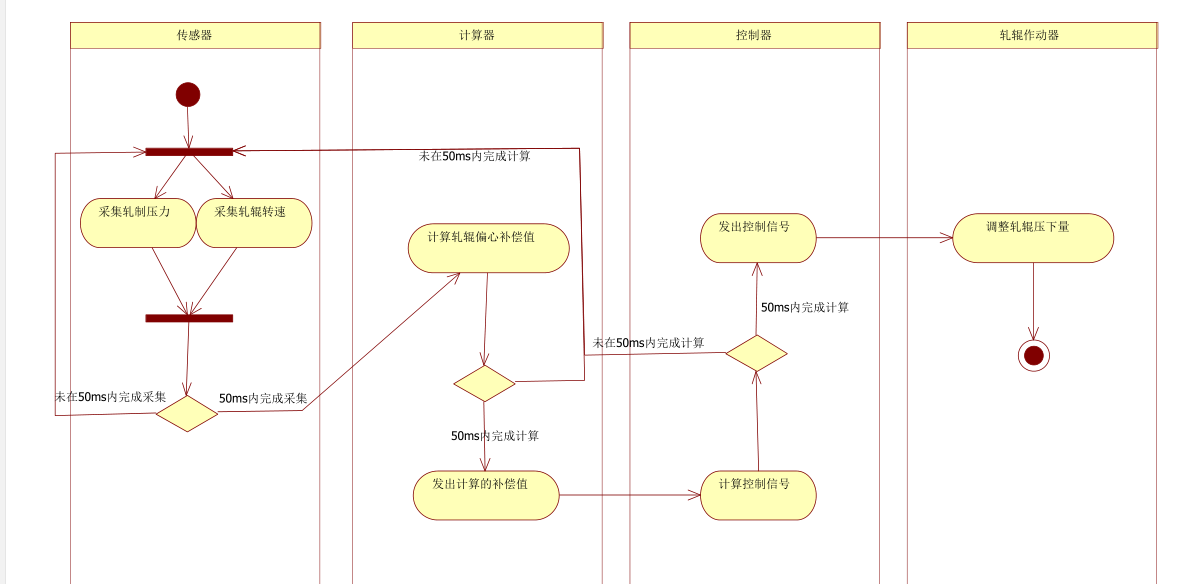 传感器
计算器
控制器
轧辊作动器
未在50ms内完成计算
采集轧制压力
采集轧辊转速
计算轧辊偏心补偿值
发出控制信号
调整轧辊压下量
50ms内完成计算
未在50ms内完成计算
未在50ms内完成采集
50ms内完成采集
50ms内完成计算
发出计算的补偿值
计算控制信号